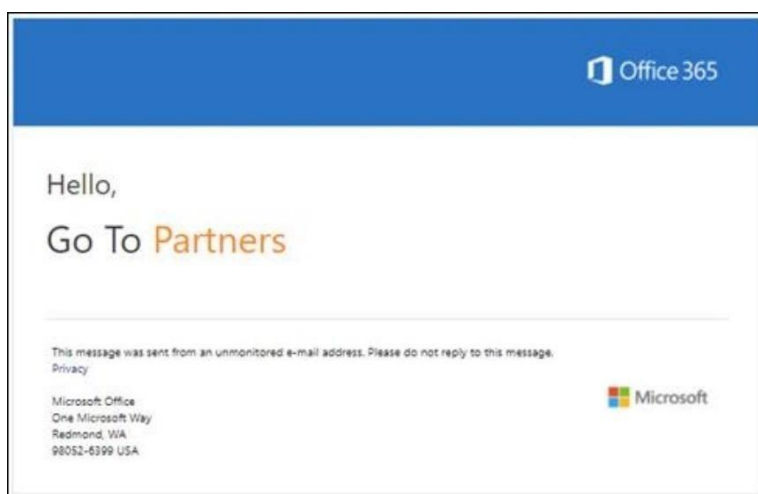 Office 365
Hello,
Go To Partners
This message was sent from an unmonitored e-mail address. Please do not reply to this message.
Privacy
Microsoft Office
One Microsoft Way
Redmond, WA
98052-6399 USA
Microsoft